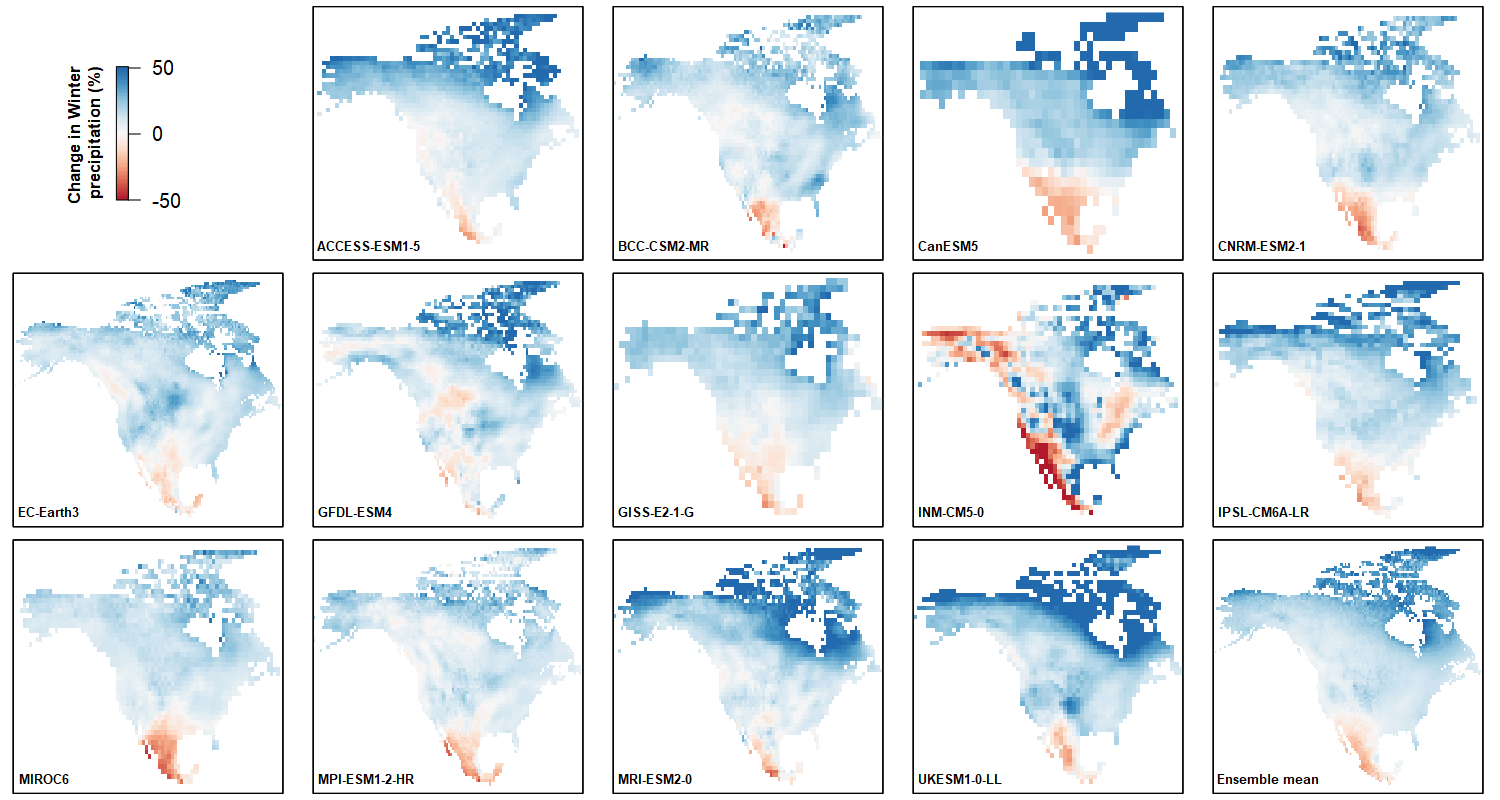 Change in Winter
precipitation (%)
50
0
-50
ACCESS-ESM1-5
BCC-CSM2-MR
CanESM5
CNRM-ESM2-1
EC-Earth3
GFDL-ESM4
GISS-E2-1-G
INM-CM5-0
IPSL-CM6A-LR
MIROC6
MPI-ESM1-2-HR
MRI-ESM2-0
UKESM1-0-LL
Ensemble mean